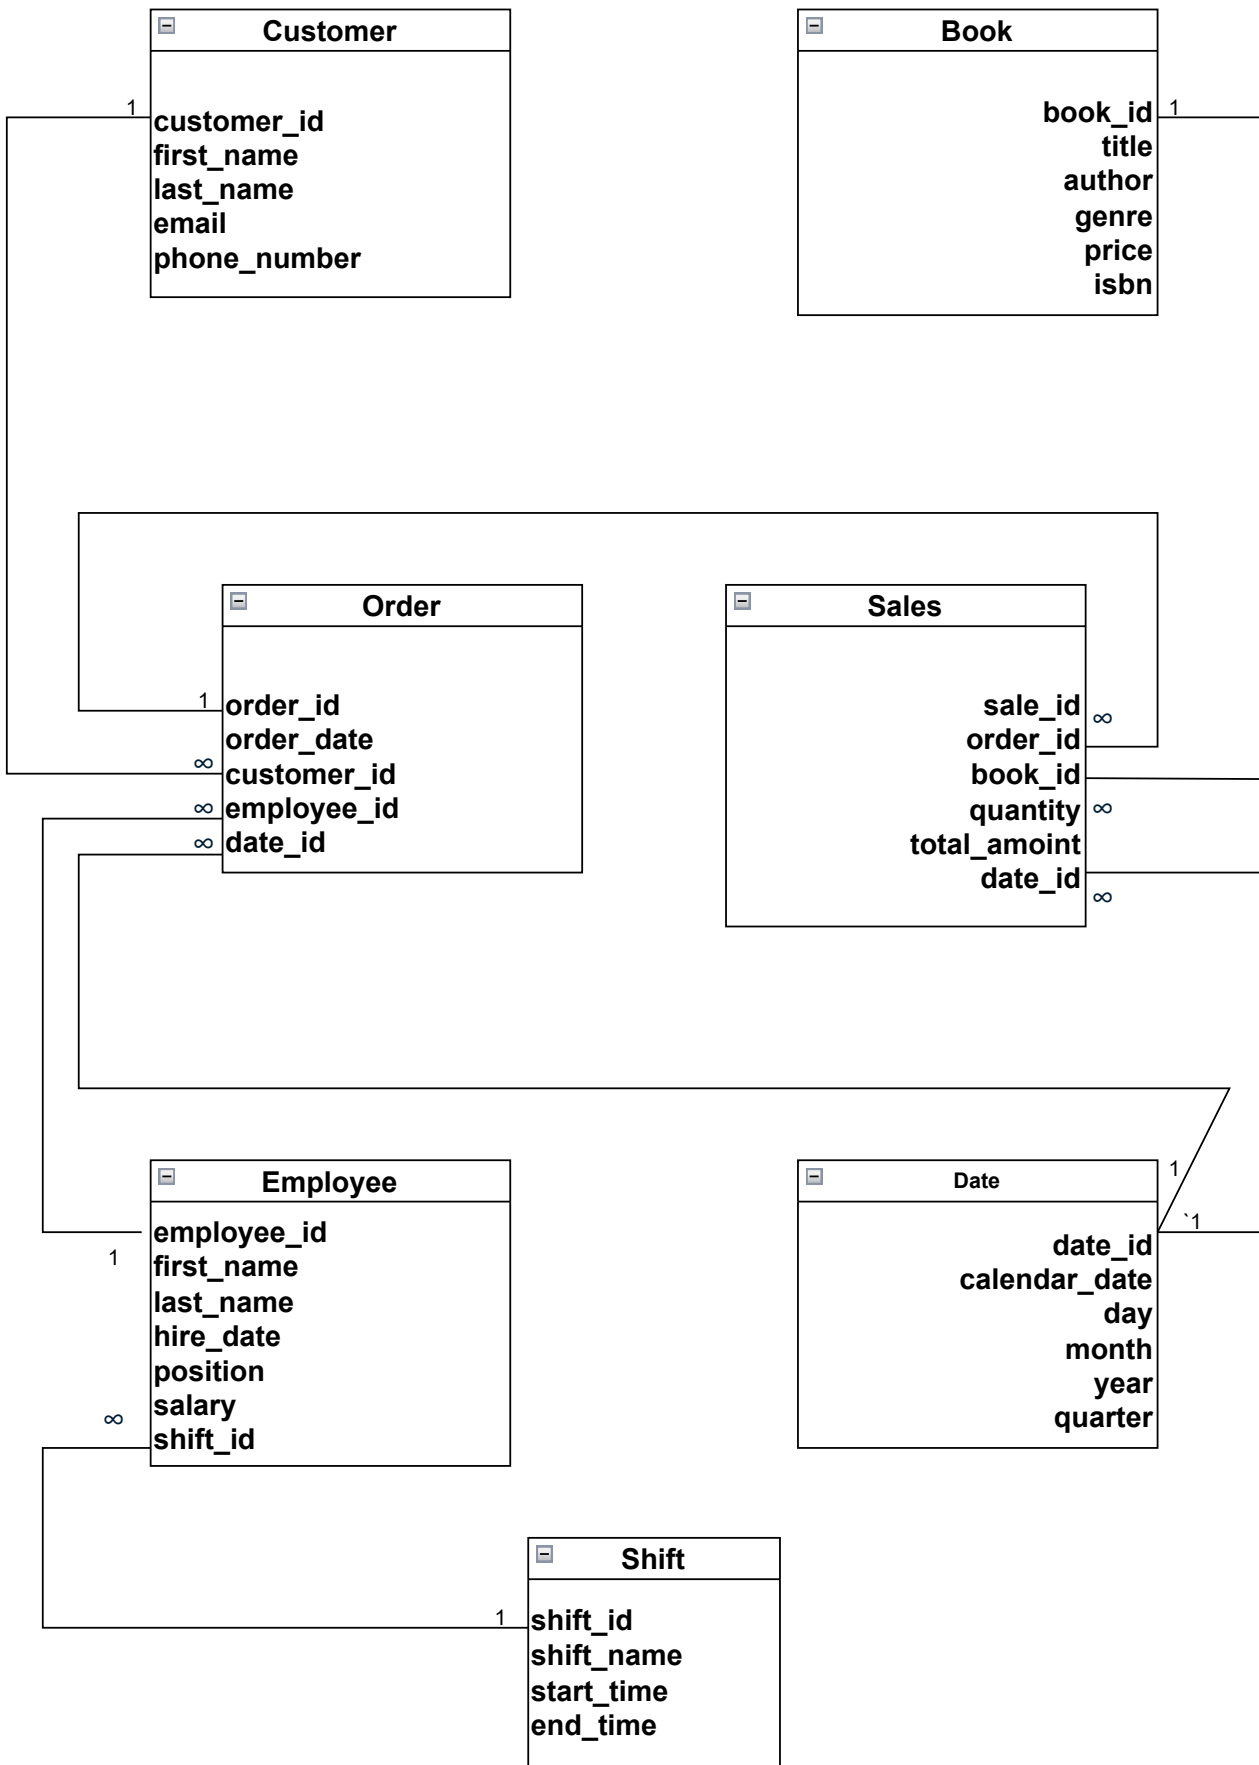 Customer
1
customer_id
first_name
last_name
email
phone_number
Book
book_id
1
title
author
genre
price
isbn
Order
1
order_id
order_date
∞
customer_id
∞
employee_id
∞
date_id
Sales
sale_id
∞
order_id
book_id
quantity
∞
total_amoint
date_id
∞
Employee
employee_id
1
first_name
last_name
hire_date
position
salary
∞
shift_id
Date
1
`1
date_id
calendar_date
day
month
year
quarter
Shift
1
shift_id
shift_name
start_time
end_time